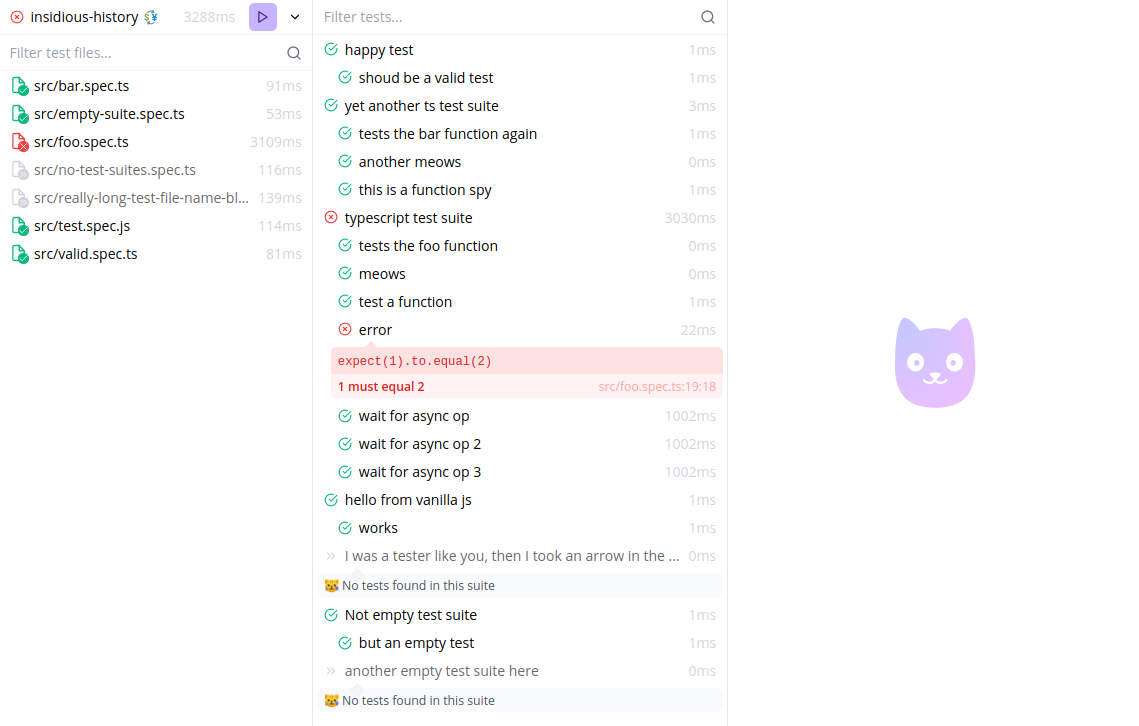 insidious-history 3288ms
Filter test files...
src/bar.spec.ts 91ms
src/empty-suite.spec.ts 53ms
src/foo.spec.ts 3109ms
src/no-test-suites.spec.ts 116ms
src/really-long-test-file-name-bl... 139ms
src/test.spec.js 114ms
src/valid.spec.ts 81ms
Filter tests...
happy test 1ms
shoud be a valid test 1ms
yet another ts test suite 3ms
tests the bar function again 1ms
another meows 0ms
this is a function spy 1ms
typescript test suite 3030ms
tests the foo function 0ms
meows 0ms
test a function 1ms
error 22ms
expect(1).to.equal(2)
1 must equal 2 src/foo.spec.ts:19:18
wait for async op 1002ms
wait for async op 2 1002ms
wait for async op 3 1002ms
hello from vanilla js 1ms
works 1ms
I was a tester like you, then I took an arrow in the ... 0ms
No tests found in this suite
Not empty test suite 1ms
but an empty test 1ms
another empty test suite here 0ms
No tests found in this suite